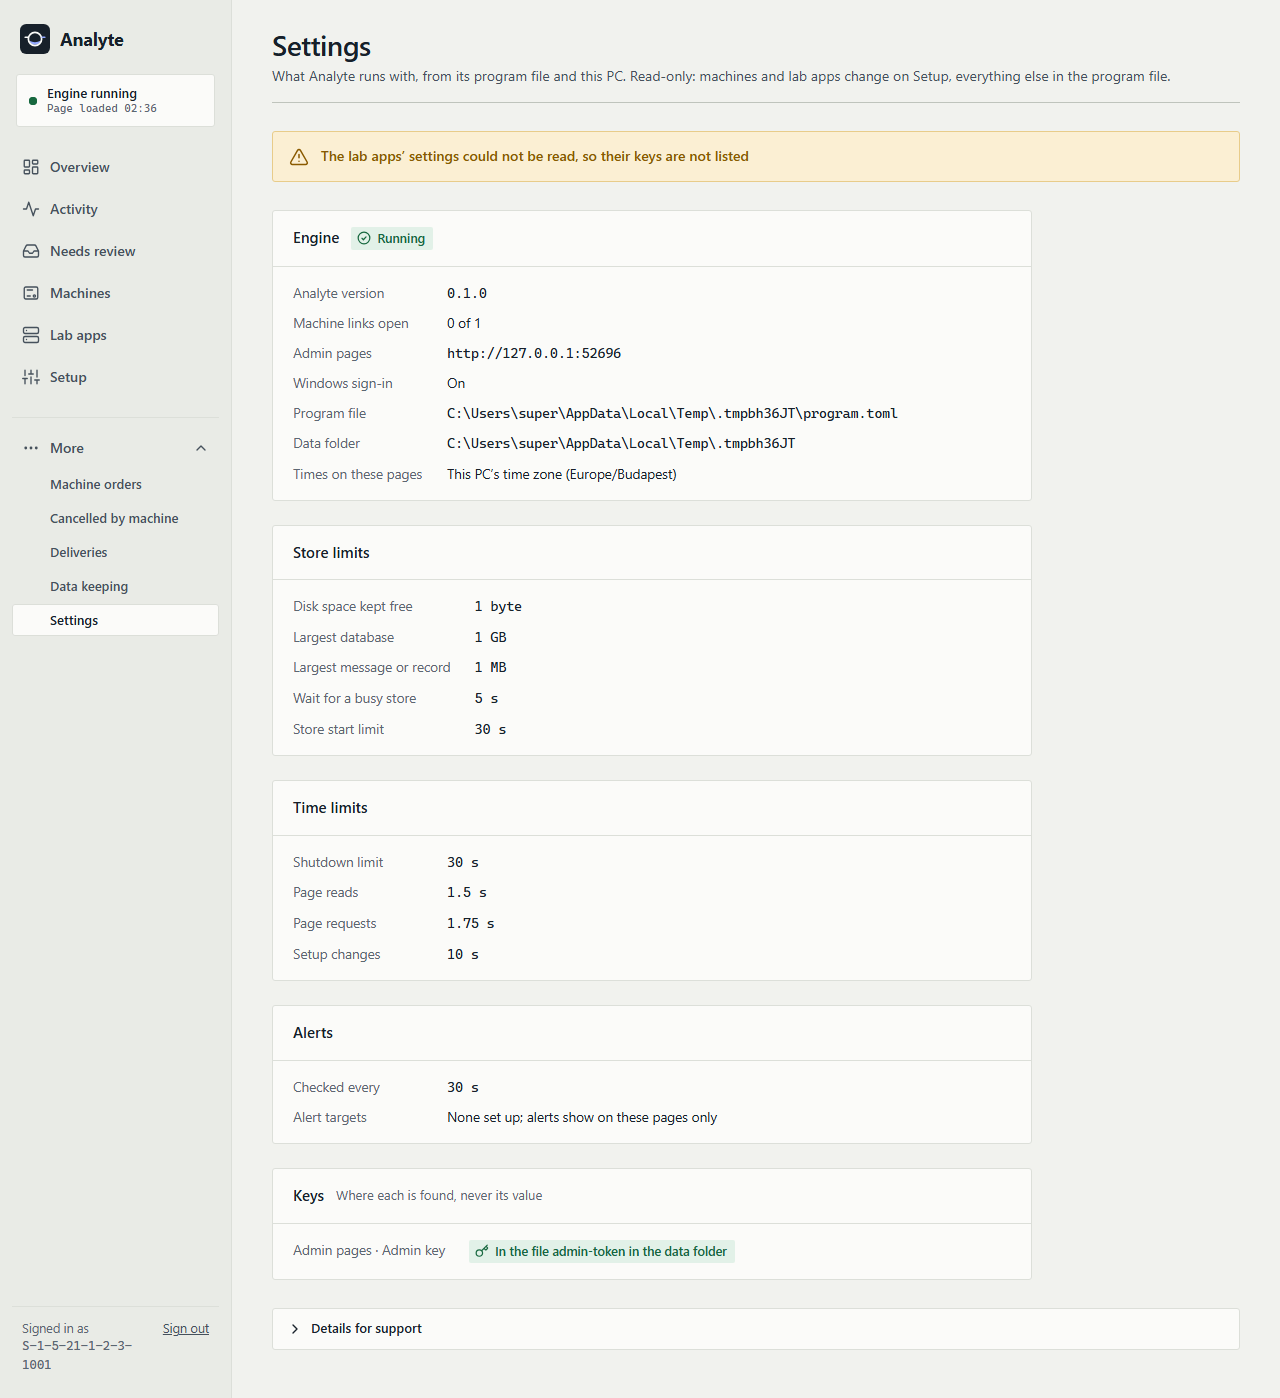 Analyte
Engine running
Page loaded 02:36
Overview
Activity
Needs review
Machines
Lab apps
Setup
More
Machine orders
Cancelled by machine
Deliveries
Data keeping
Settings
Signed in as
S-1-5-21-1-2-3-
1001
Sign out
Settings
What Analyte runs with, from its program file and this PC. Read-only: machines and lab apps change on Setup, everything else in the program file.
The lab apps’ settings could not be read, so their keys are not listed
Engine Running
Analyte version 0.1.0
Machine links open 0 of 1
Admin pages http://127.0.0.1:52696
Windows sign-in On
Program file C:\Users\super\AppData\Local\Temp\.tmpbh36JT\program.toml
Data folder C:\Users\super\AppData\Local\Temp\.tmpbh36JT
Times on these pages This PC’s time zone (Europe/Budapest)
Store limits
Disk space kept free 1 byte
Largest database 1 GB
Largest message or record 1 MB
Wait for a busy store 5 s
Store start limit 30 s
Time limits
Shutdown limit 30 s
Page reads 1.5 s
Page requests 1.75 s
Setup changes 10 s
Alerts
Checked every 30 s
Alert targets None set up; alerts show on these pages only
Keys Where each is found, never its value
Admin pages · Admin key In the file admin-token in the data folder
Details for support